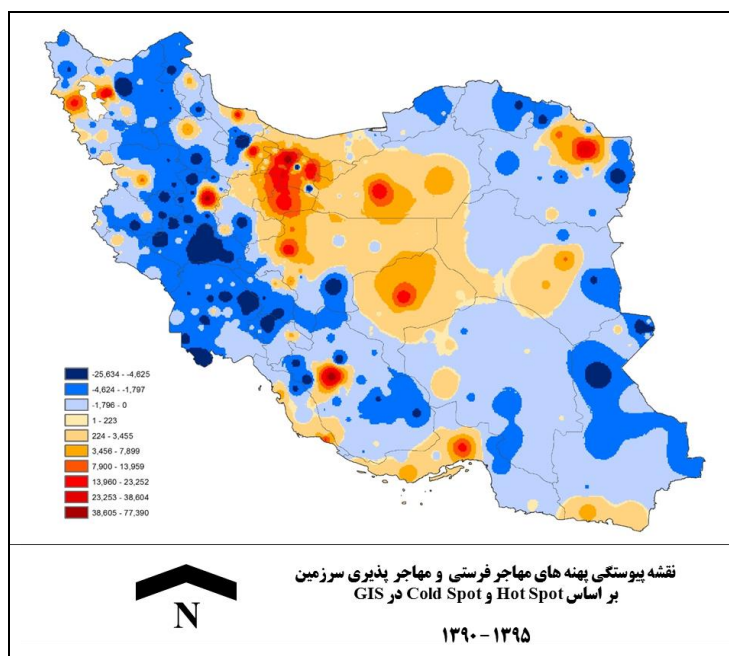 -25,634 - -4,625
-4,624 - -1,797
-1,796 - 0
1 - 223
224 - 3,455
3,456 - 7,899
7,900 - 13,959
13,960 - 23,252
23,253 - 38,604
38,605 - 77,390
نقشه پیوستگی پهنه های مهاجر فرستی و مهاجر پذیری سرزمین
بر اساس Hot Spot و Cold Spot در GIS
۱۳۹۰ - ۱۳۹۵
N